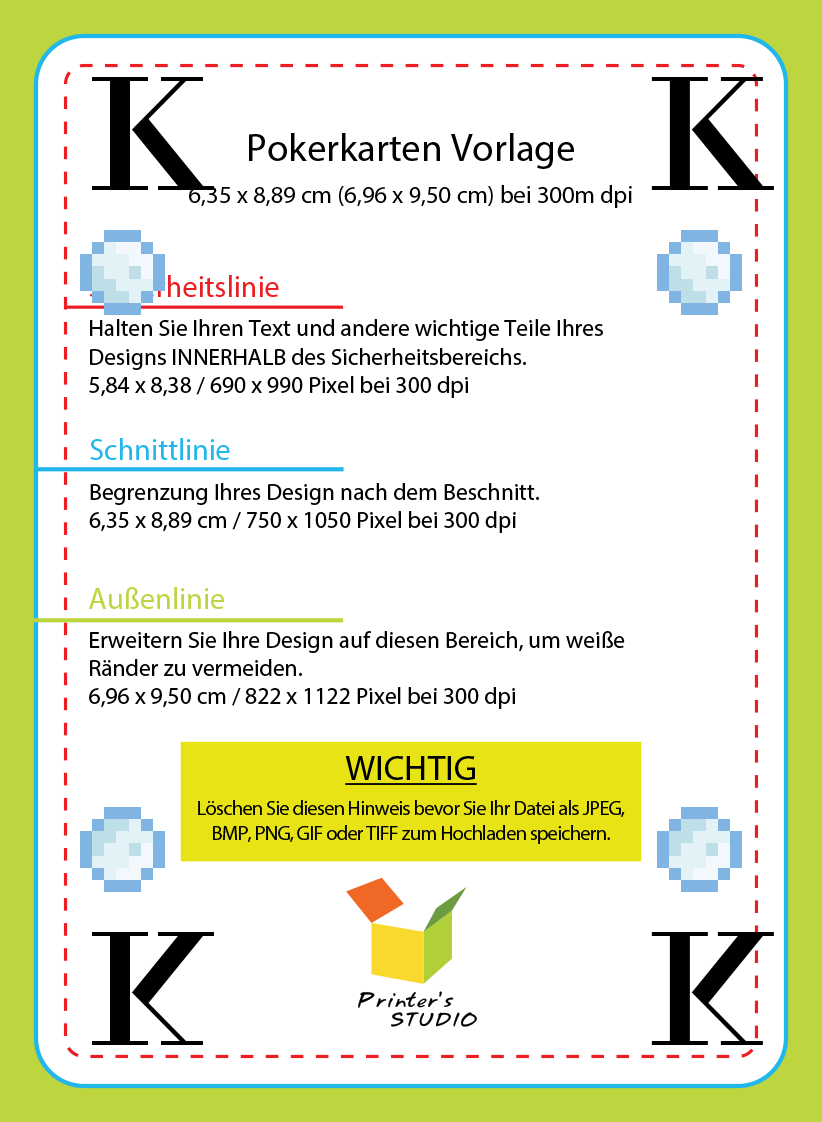 K K
Pokerkarten Vorlage
6,35 x 8,89 cm (6,96 x 9,50 cm) bei 300m dpi
Halten Sie Ihren Text und andere wichtige Teile Ihres
Designs INNERHALB des Sicherheitsbereichs.
5,84 x 8,38 / 690 x 990 Pixel bei 300 dpi
Schnittlinie
Begrenzung Ihres Design nach dem Beschnitt.
6,35 x 8,89 cm / 750 x 1050 Pixel bei 300 dpi
Außenlinie
Erweitern Sie Ihre Design auf diesen Bereich, um weiße
Ränder zu vermeiden.
6,96 x 9,50 cm / 822 x 1122 Pixel bei 300 dpi
WICHTIG
Löschen Sie diesen Hinweis bevor Sie Ihr Datei als JPEG,
BMP, PNG, GIF oder TIFF zum Hochladen speichern.
Printer's
STUDIO
K K